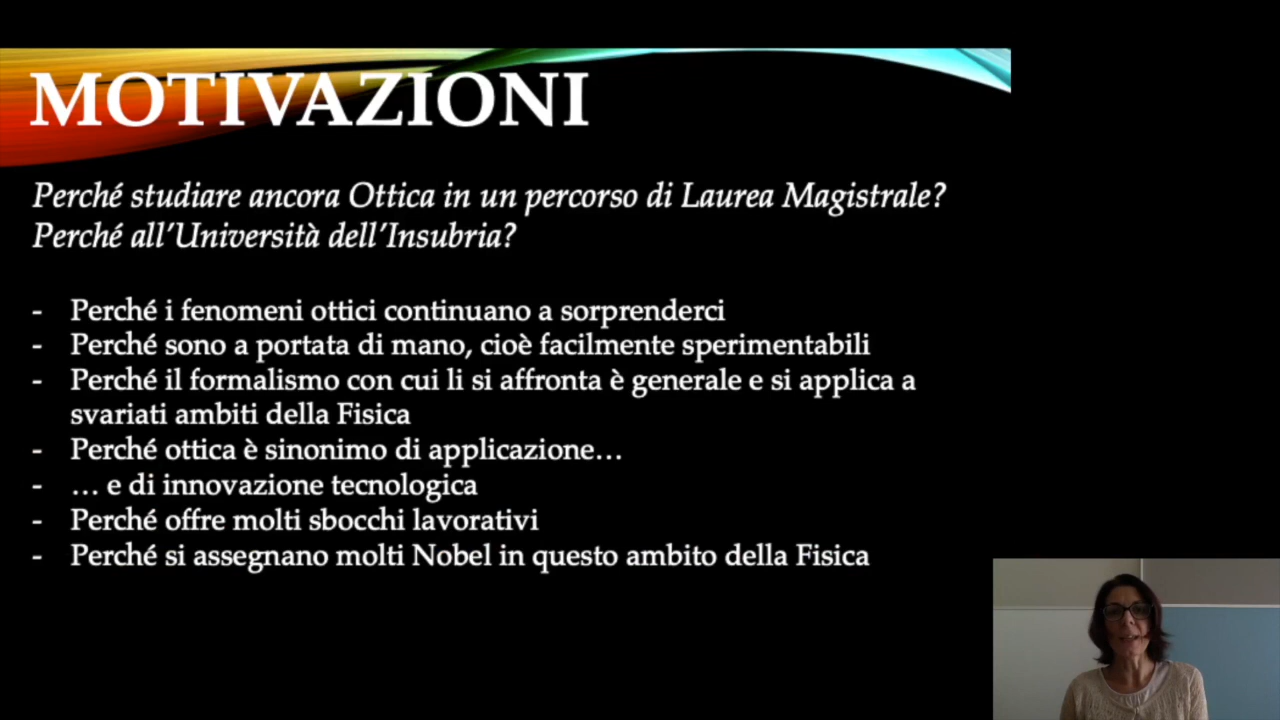 MOTIVAZIONI
Perché studiare ancora Ottica in un percorso di Laurea Magistrale?
Perché all'Università dell'Insubria?
- Perché i fenomeni ottici continuano a sorprenderci
- Perché sono a portata di mano, cioè facilmente sperimentabili
- Perché il formalismo con cui li si affronta è generale e si applica a
svariati ambiti della Fisica
- Perché ottica è sinonimo di applicazione…
- … e di innovazione tecnologica
- Perché offre molti sbocchi lavorativi
- Perché si assegnano molti Nobel in questo ambito della Fisica